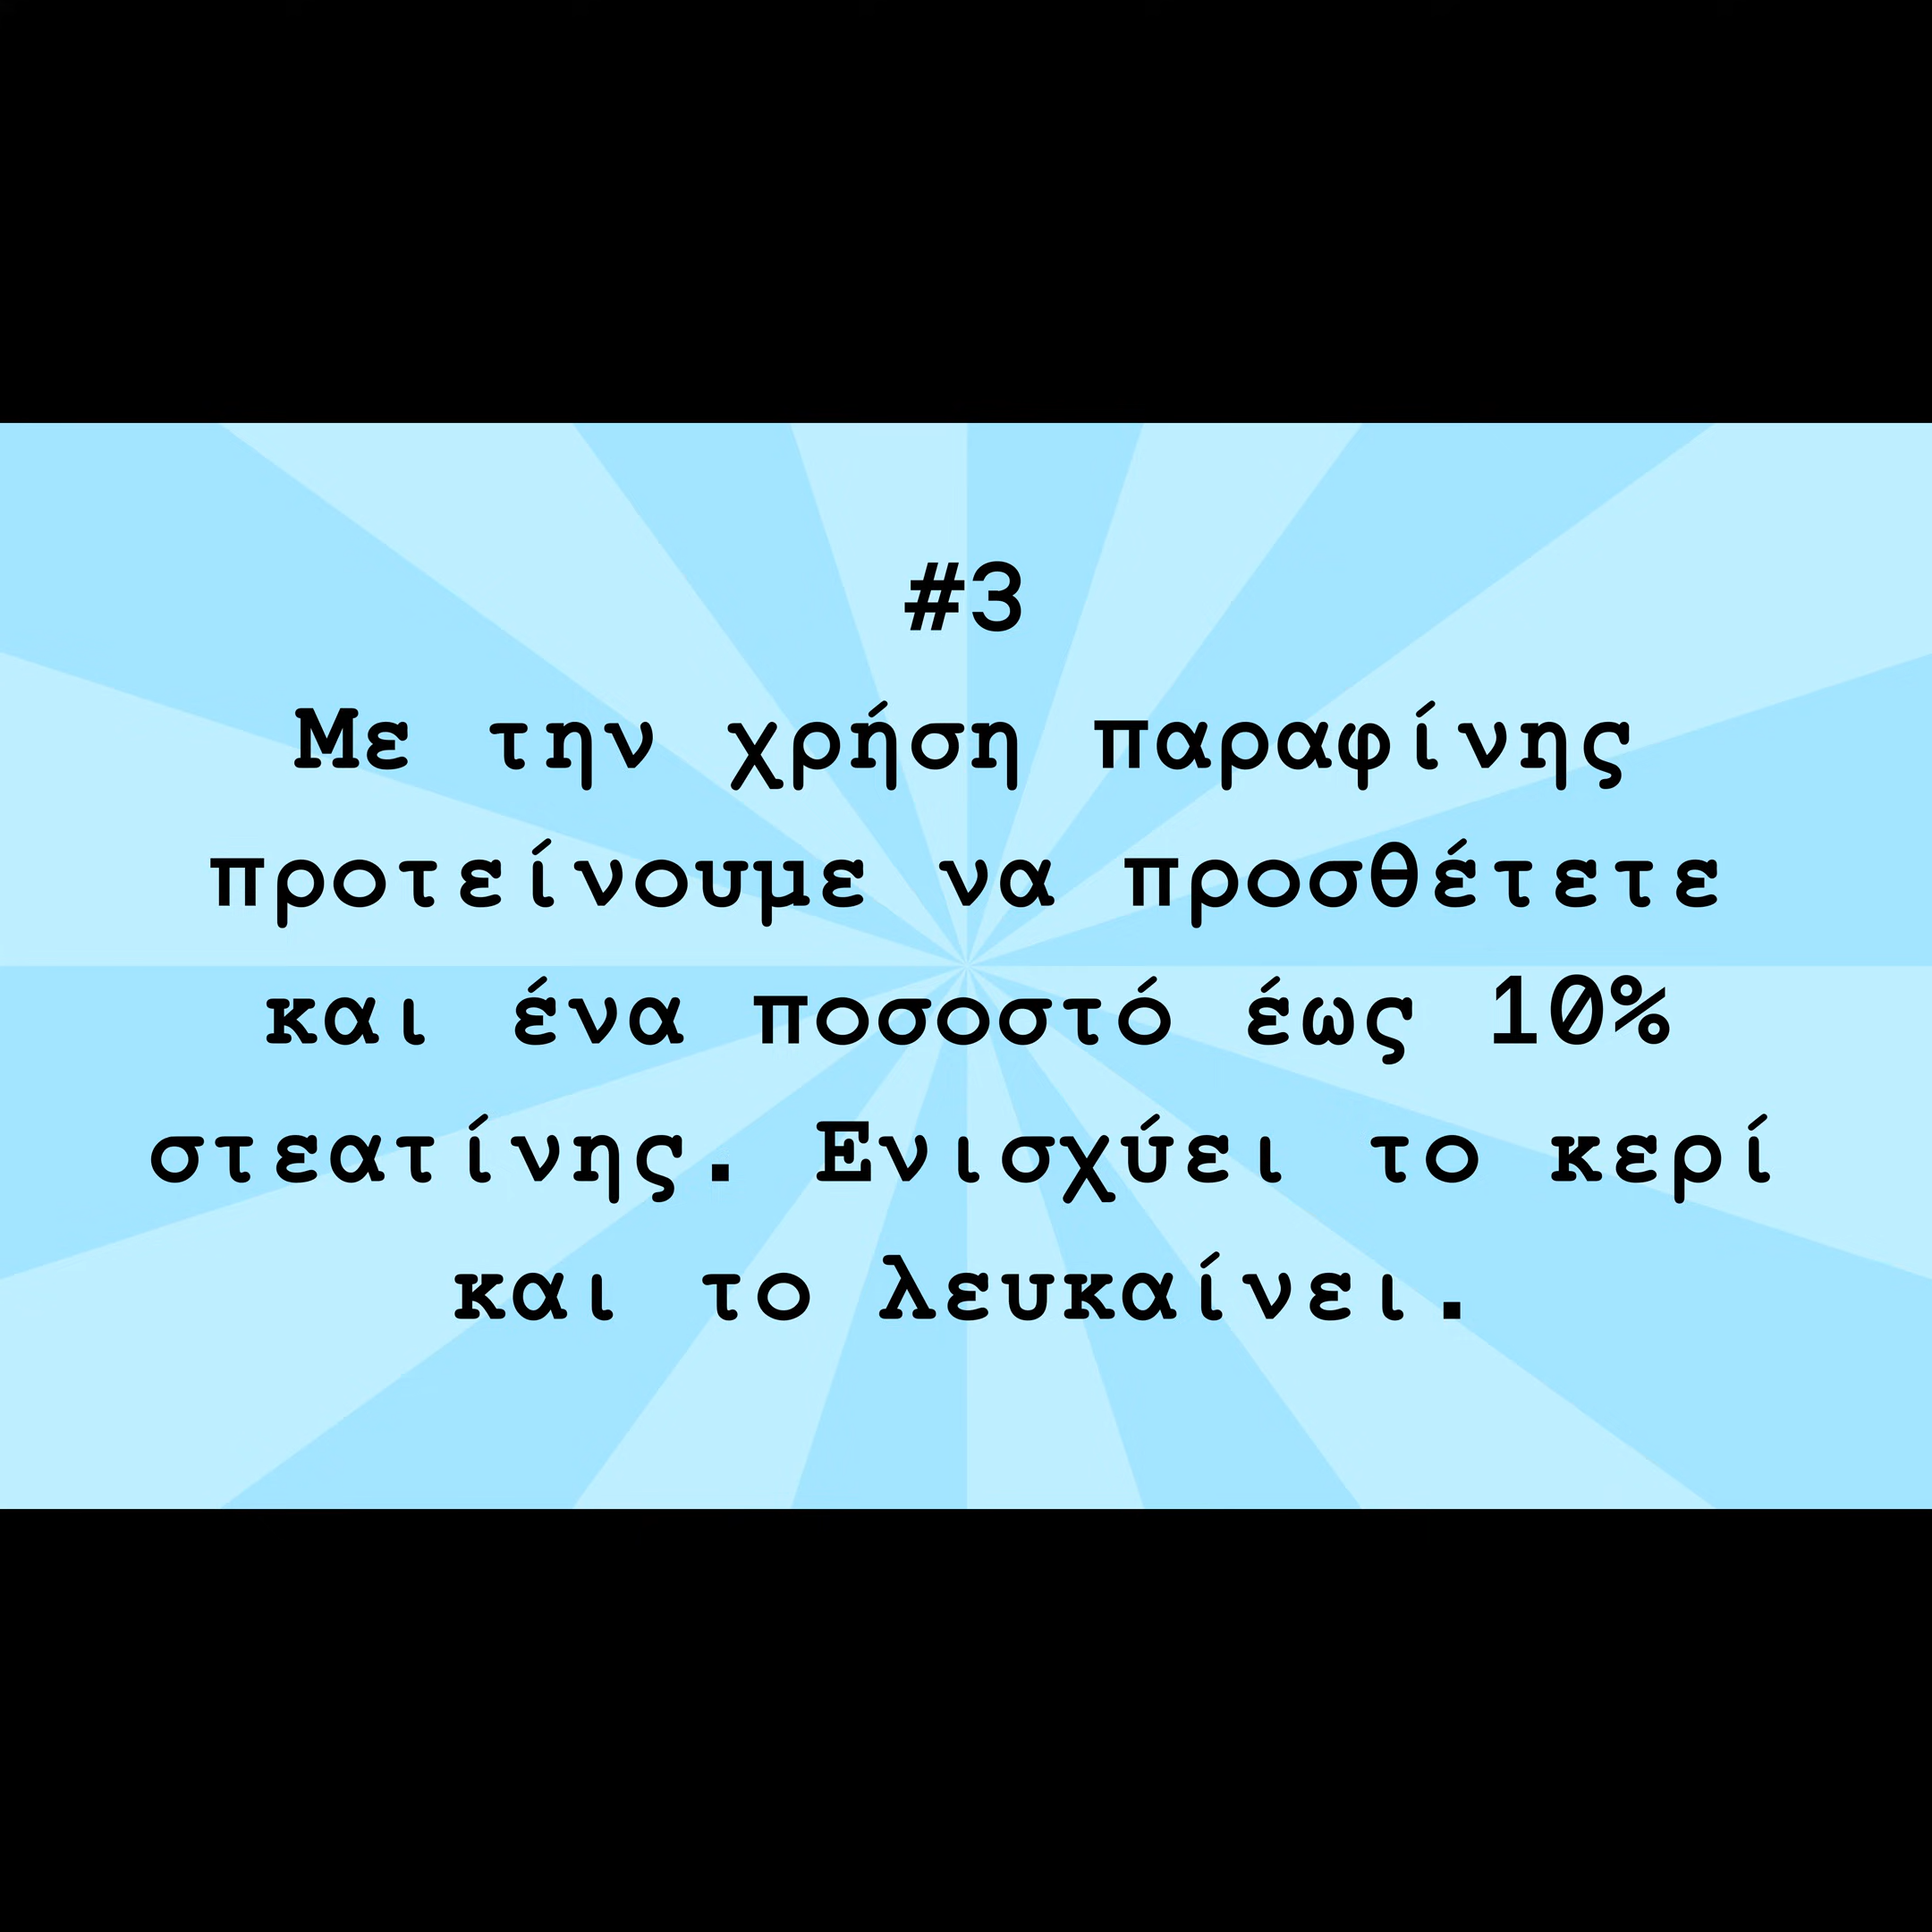 #3
Με την χρήση παραφίνης
προτείνουμε να προσθέτετε
και ένα ποσοστό έως 10%
στεατίνης. Ενισχύει το κερί
και το λευκαίνει.